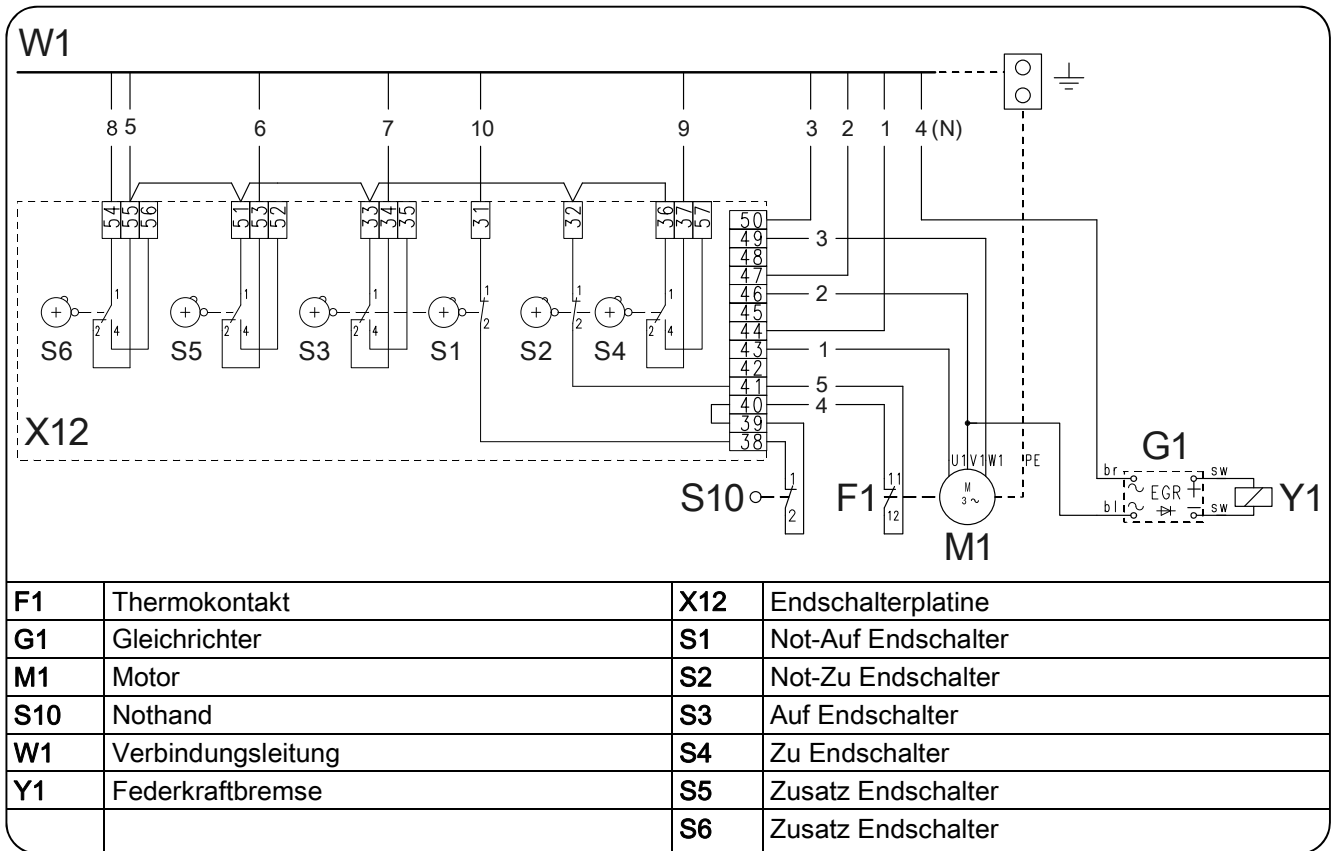 W1
8 5 6 7 10 9 3 2 1 4 (N)
54 55 56 51 53 52 33 34 35 31 32 36 37 57
50
49 3
48
47
46 2
45
44
43 1
42
41 5
40 4
39
38
1 1 1 1 1 1
2 4 2 4 2 4 2 2 2 4
S6 S5 S3 S1 S2 S4
X12
U1 V1 W1 PE
G1
br sw
EGR
bl sw
Y1
S10
1
2
F1
11
12
M
3 ~
M1
F1 Thermokontakt X12 Endschalterplatine
G1 Gleichrichter S1 Not-Auf Endschalter
M1 Motor S2 Not-Zu Endschalter
S10 Nothand S3 Auf Endschalter
W1 Verbindungsleitung S4 Zu Endschalter
Y1 Federkraftbremse S5 Zusatz Endschalter
S6 Zusatz Endschalter